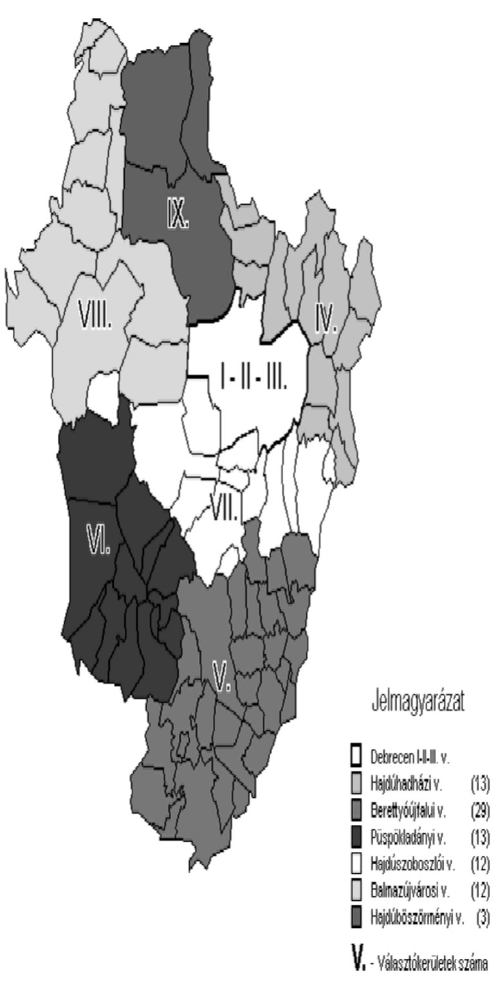 IX.
VIII.
IV.
I - II - III.
VII.
VI.
V.
Jelmagyarázat
Debrecen I-II-III. v.
Hajdúhadházi v. (13)
Berettyóújfalui v. (29)
Püspökladányi v. (13)
Hajdúszoboszlói v. (12)
Balmazújvárosi v. (12)
Hajdúböszörményi v. (3)
V. - Választókerületek száma